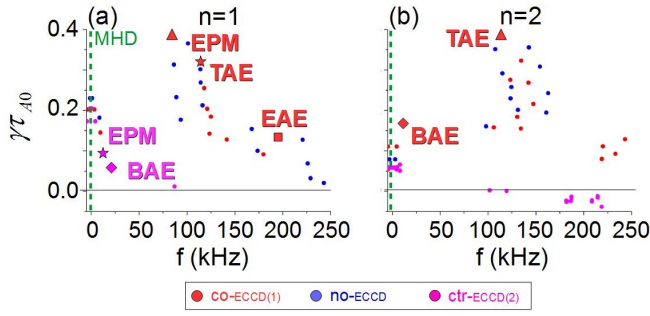 (a) n=1
(b) n=2
0.4
0.2
0.0
γτA0
MHD
EPM
TAE
EAE
EPM
BAE
TAE
BAE
0 50 100 150 200 250
0 50 100 150 200 250
f (kHz)
f (kHz)
co-ECCD(1) no-ECCD ctr-ECCD(2)